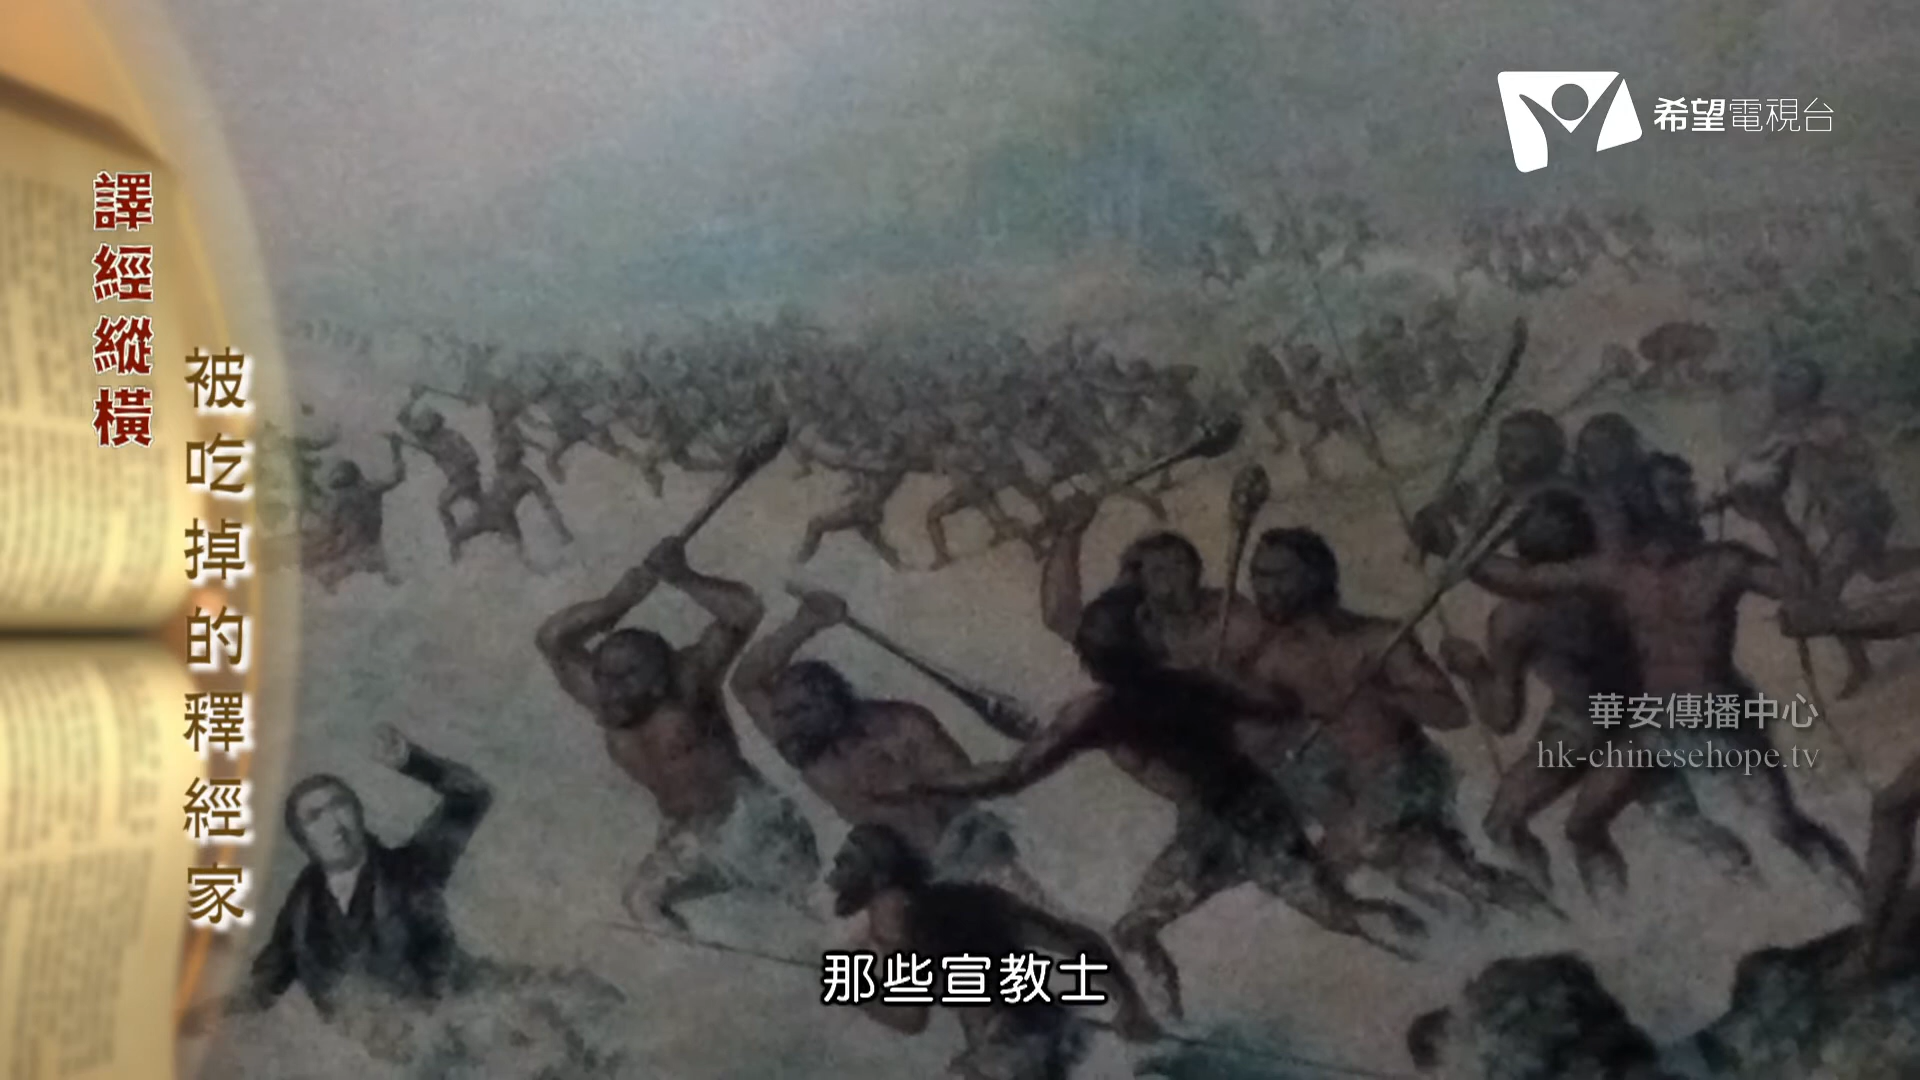 希望電視台
譯經縱橫
被吃掉的釋經家
華安傳播中心
hk-chinesehope.tv
那些宣教士